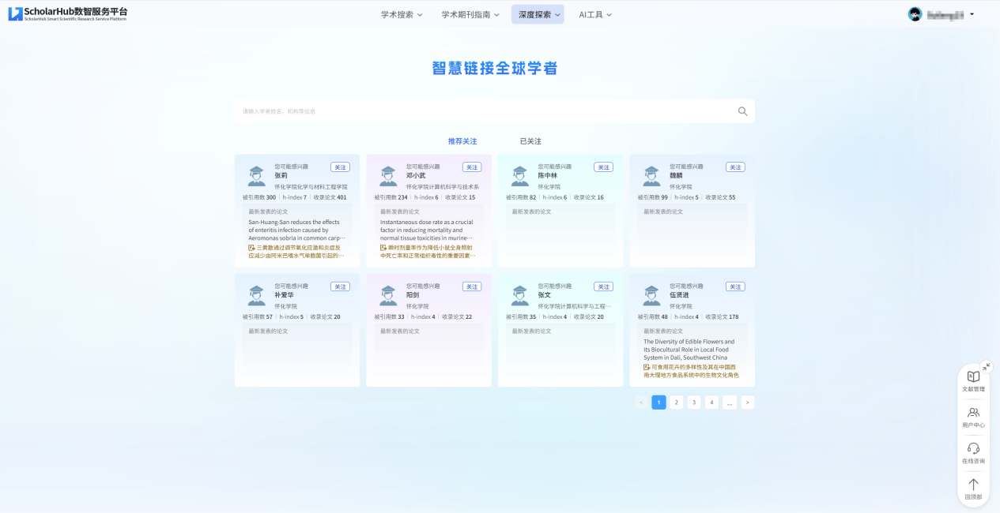 ScholarHub数智服务平台
ScholarHub Smart Scientific Research Service Platform
学术搜索
学术期刊指南
深度探索
AI工具
智慧链接全球学者
请输入学者姓名、机构等信息
推荐关注
已关注
您可能感兴趣
关注
张莉
怀化学院化学与材料工程学院
被引用数 300 h-index 7 收录论文 401
最新发表的论文
San-Huang-San reduces the effects
of enteritis infection caused by
Aeromonas sobria in common carp…
三黄散通过调节氧化应激和炎症反
应减少由阿米巴嗜水气单胞菌引起的…
您可能感兴趣
关注
邓小武
怀化学院计算机科学与技术系
被引用数 234 h-index 6 收录论文 15
最新发表的论文
Instantaneous dose rate as a crucial
factor in reducing mortality and
normal tissue toxicities in murine…
瞬时剂量率作为降低小鼠全身照射
中死亡率和正常组织毒性的重要因素…
您可能感兴趣
关注
陈中林
怀化学院
被引用数 82 h-index 6 收录论文 16
最新发表的论文
您可能感兴趣
关注
魏麟
怀化学院
被引用数 99 h-index 5 收录论文 55
最新发表的论文
您可能感兴趣
关注
补爱华
怀化学院
被引用数 57 h-index 5 收录论文 20
最新发表的论文
您可能感兴趣
关注
阳剑
怀化学院
被引用数 33 h-index 4 收录论文 22
最新发表的论文
您可能感兴趣
关注
张文
怀化学院计算机科学与工程…
被引用数 35 h-index 4 收录论文 20
最新发表的论文
您可能感兴趣
关注
伍贤进
怀化学院
被引用数 48 h-index 4 收录论文 178
最新发表的论文
The Diversity of Edible Flowers and
Its Biocultural Role in Local Food
System in Dali, Southwest China
可食用花卉的多样性及其在中国西
南大理地方食品系统中的生物文化角色
< 1 2 3 4 ... >
文献管理
用户中心
在线咨询
回顶部